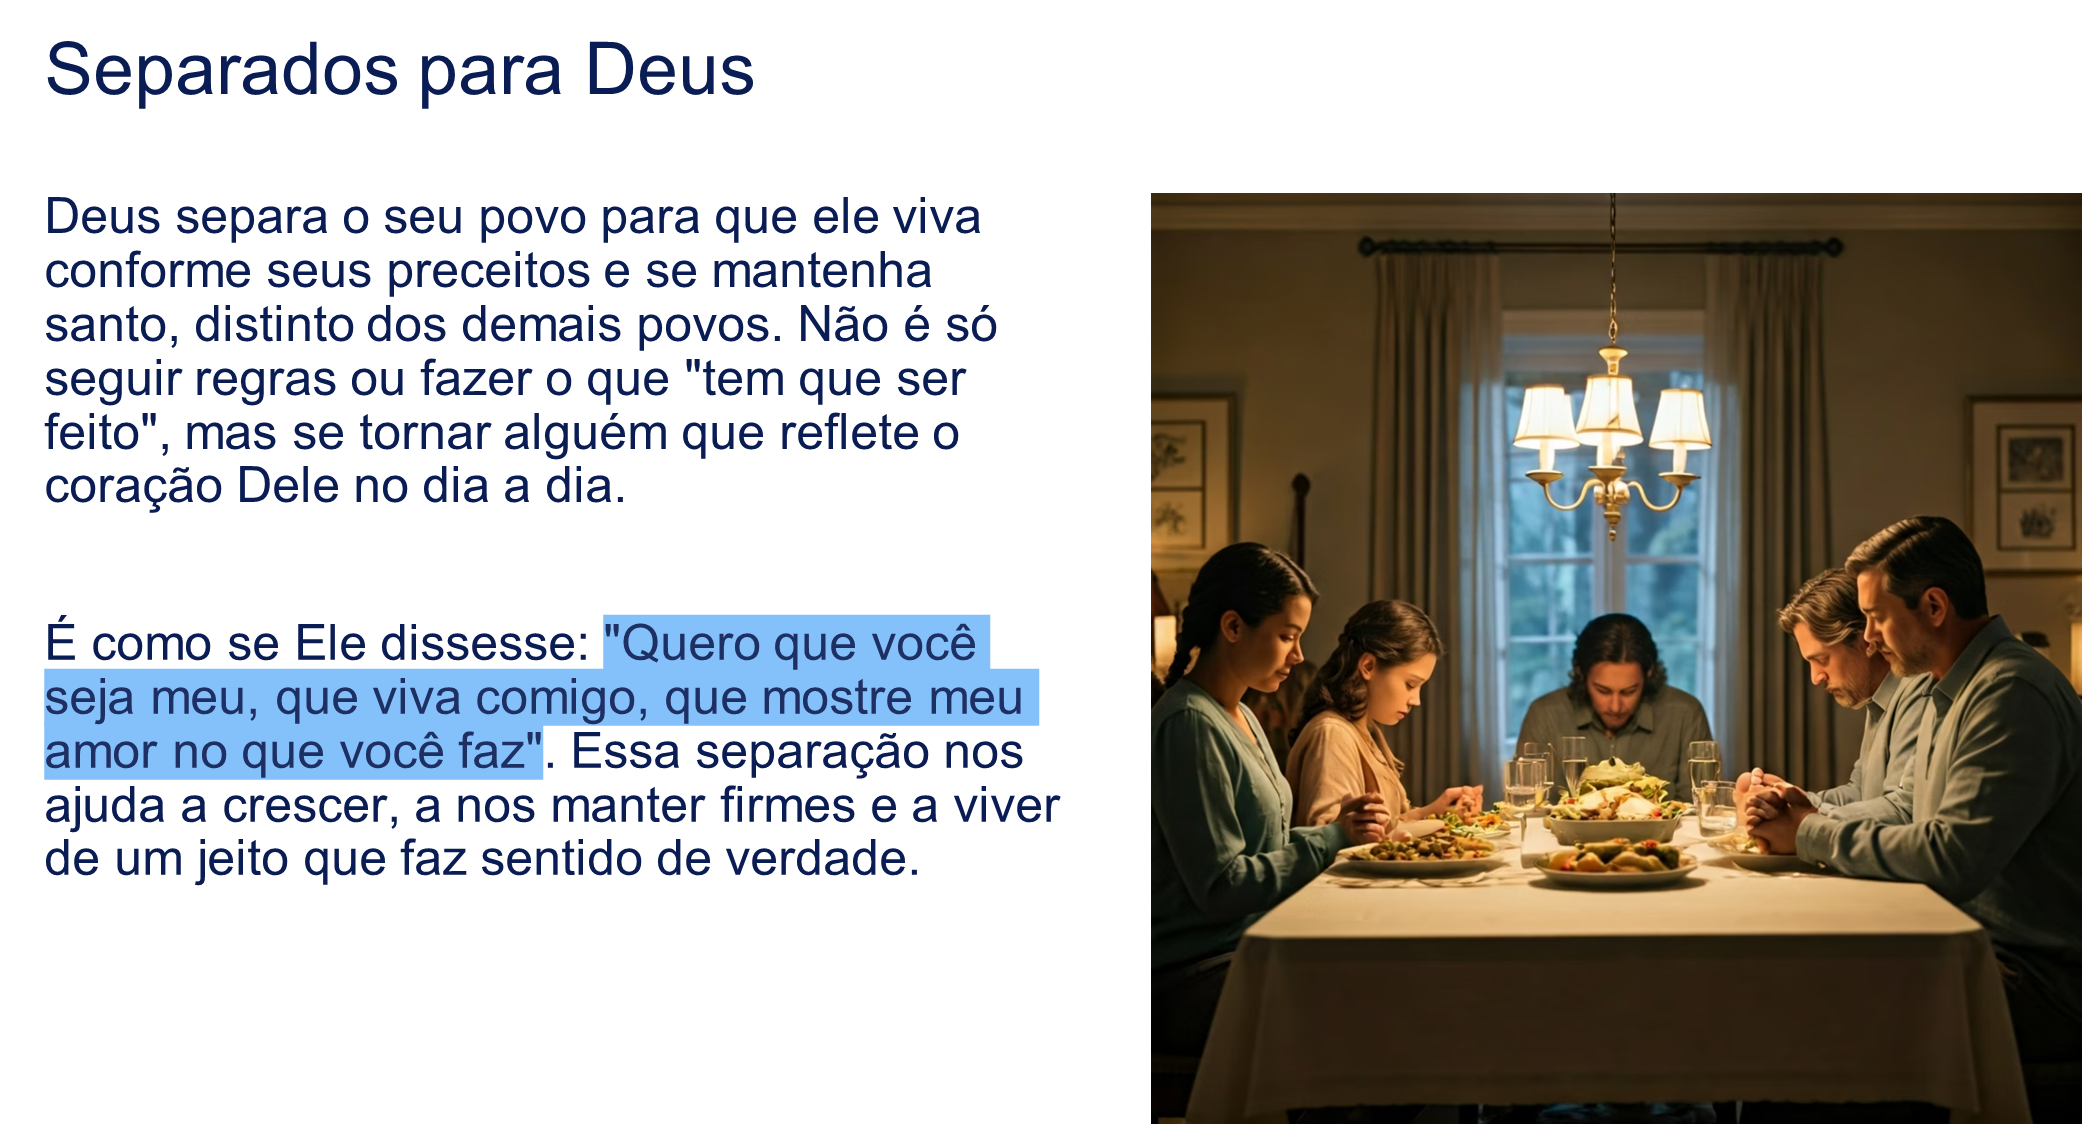 Separados para Deus
Deus separa o seu povo para que ele viva
conforme seus preceitos e se mantenha
santo, distinto dos demais povos. Não é só
seguir regras ou fazer o que "tem que ser
feito", mas se tornar alguém que reflete o
coração Dele no dia a dia.
É como se Ele dissesse: "Quero que você
seja meu, que viva comigo, que mostre meu
amor no que você faz". Essa separação nos
ajuda a crescer, a nos manter firmes e a viver
de um jeito que faz sentido de verdade.